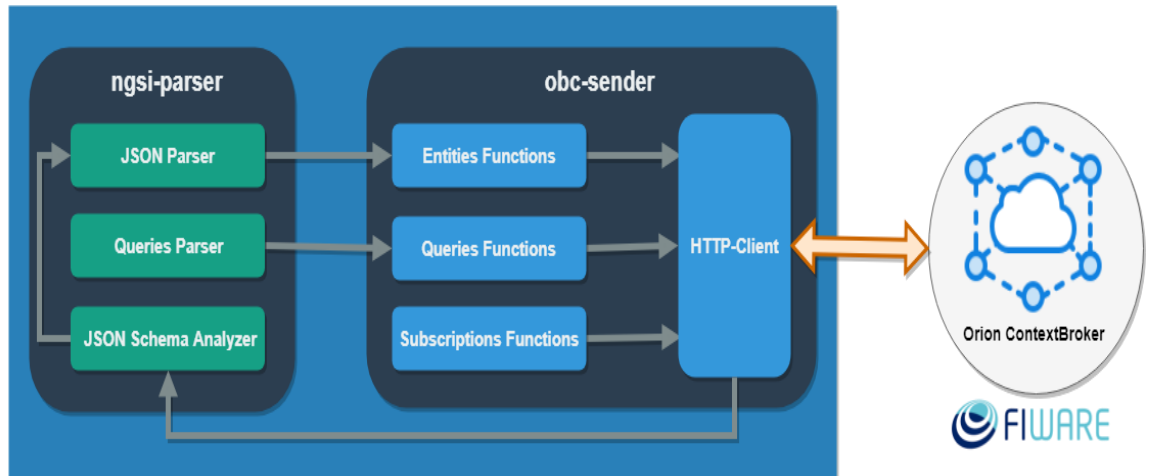 ngsi-parser
obc-sender
JSON Parser
Entities Functions
Queries Parser
Queries Functions
HTTP-Client
JSON Schema Analyzer
Subscriptions Functions
Orion ContextBroker
FIWARE